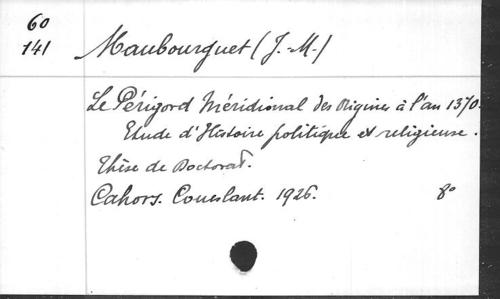 60
141
Maubourguet (J.-M.)
Le Périgord Méridional des Origines à l'an 1370.
Etude d'Histoire politique et religieuse.
Thèse de Doctorat.
Cahors. Coueslant. 1926. 8°